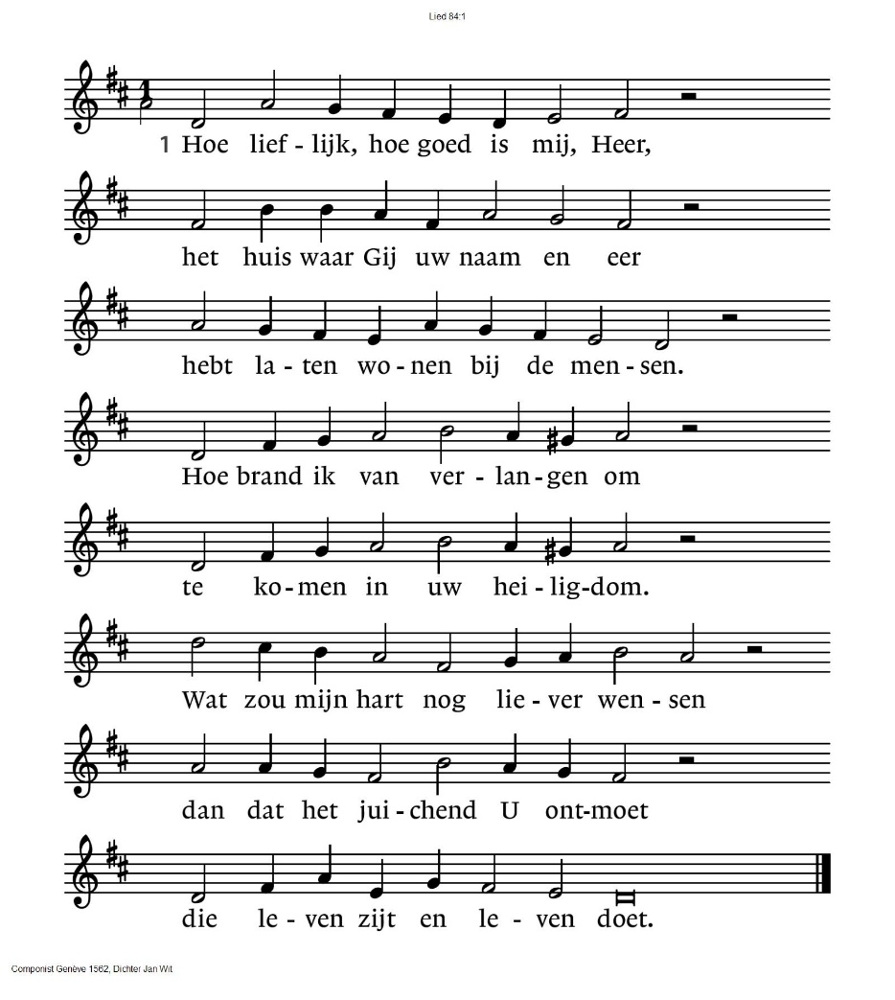 Lied 84:1
1 Hoe lief - lijk, hoe goed is mij, Heer,
het huis waar Gij uw naam en eer
hebt la - ten wo - nen bij de men - sen.
Hoe brand ik van ver - lan - gen om
te ko - men in uw hei - lig-dom.
Wat zou mijn hart nog lie - ver wen - sen
dan dat het jui - chend U ont-moet
die le - ven zijt en le - ven doet.
Componist Genève 1562, Dichter Jan Wit